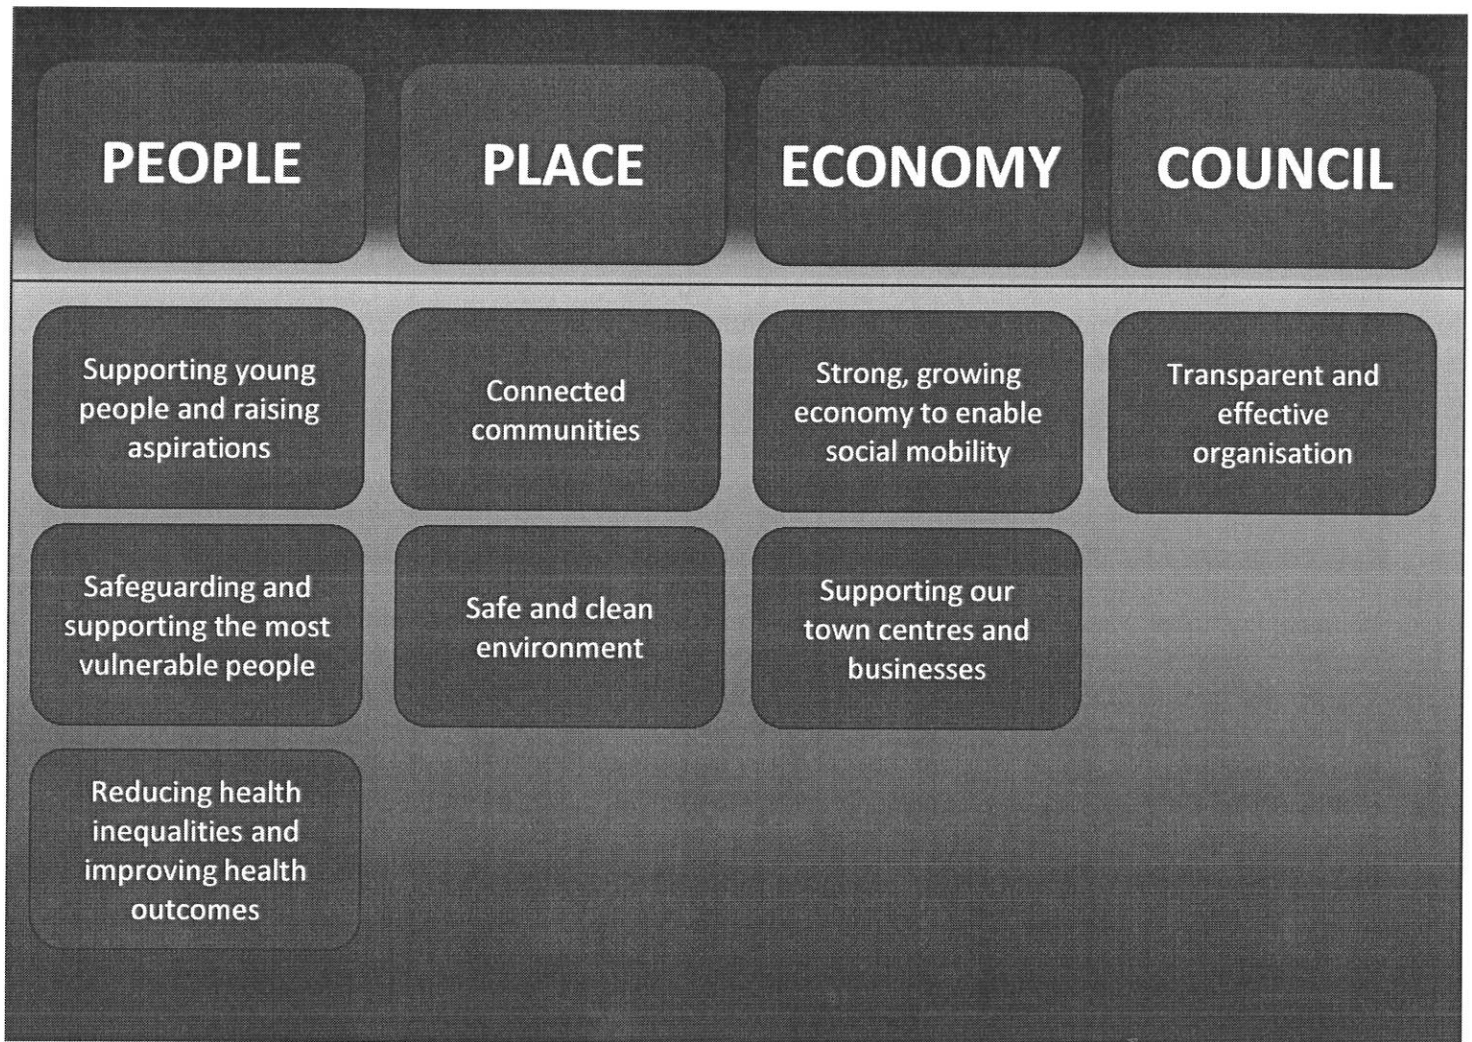 PEOPLE
PLACE
ECONOMY
COUNCIL
Supporting young
people and raising
aspirations
Connected
communities
Strong, growing
economy to enable
social mobility
Transparent and
effective
organisation
Safeguarding and
supporting the most
vulnerable people
Safe and clean
environment
Supporting our
town centres and
businesses
Reducing health
inequalities and
improving health
outcomes